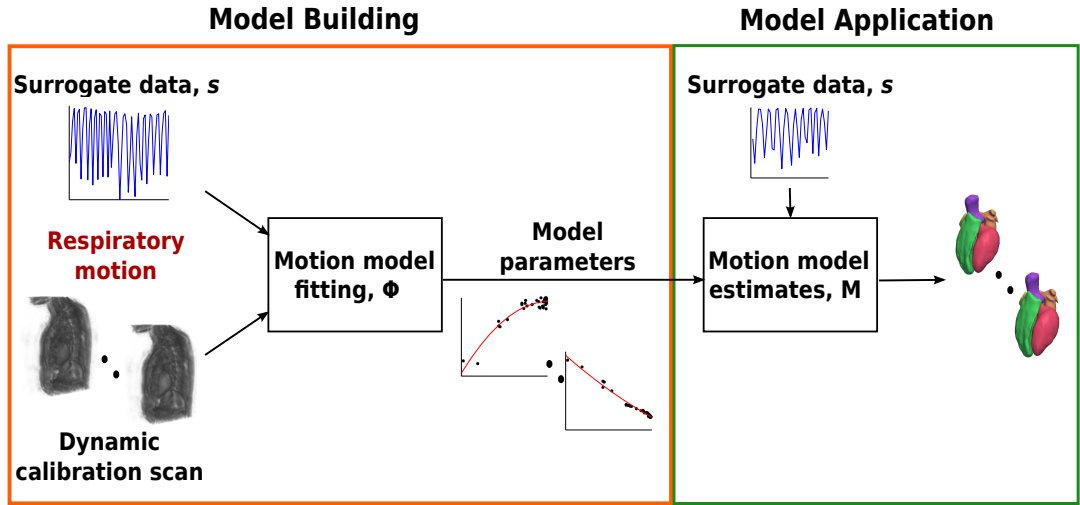 Model Building
Model Application
Surrogate data, s
Respiratory
motion
Dynamic
calibration scan
Motion model
fitting, Φ
Model
parameters
Surrogate data, s
Motion model
estimates, M